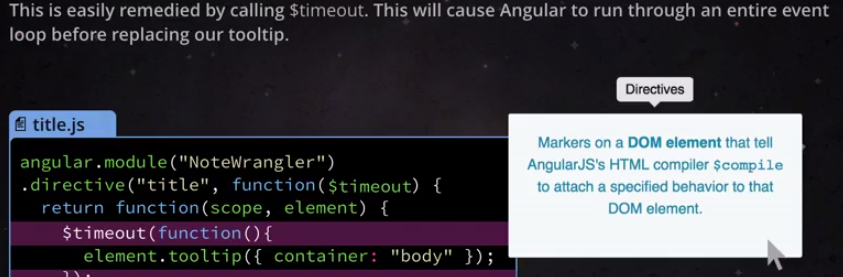 This is easily remedied by calling $timeout. This will cause Angular to run through an entire event
loop before replacing our tooltip.
Directives
title.js
Markers on a DOM element that tell
AngularJS's HTML compiler $compile
to attach a specified behavior to that
DOM element.
angular.module("NoteWrangler")
.directive("title", function($timeout) {
return function(scope, element) {
$timeout(function(){
element.tooltip({ container: "body" });
});